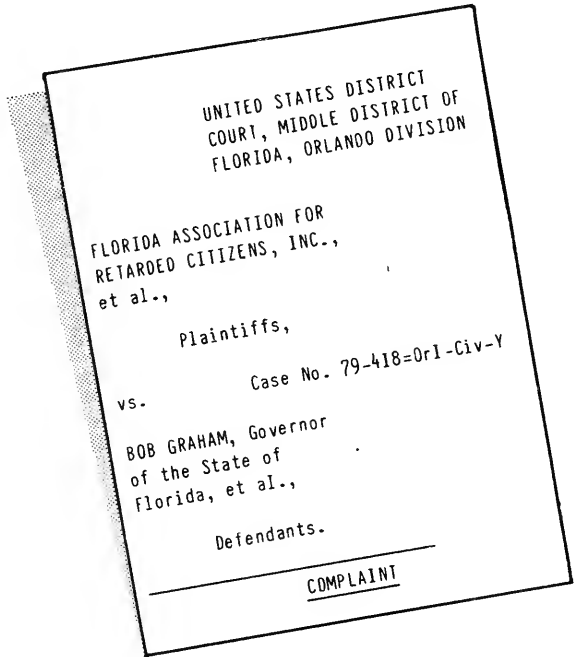 UNITED STATES DISTRICT
COURT, MIDDLE DISTRICT OF
FLORIDA, ORLANDO DIVISION
FLORIDA ASSOCIATION FOR
RETARDED CITIZENS, INC.,
et al.,
Plaintiffs,
vs. Case No. 79-418=Orl-Civ-Y
BOB GRAHAM, Governor
of the State of
Florida, et al.,
Defendants.
COMPLAINT